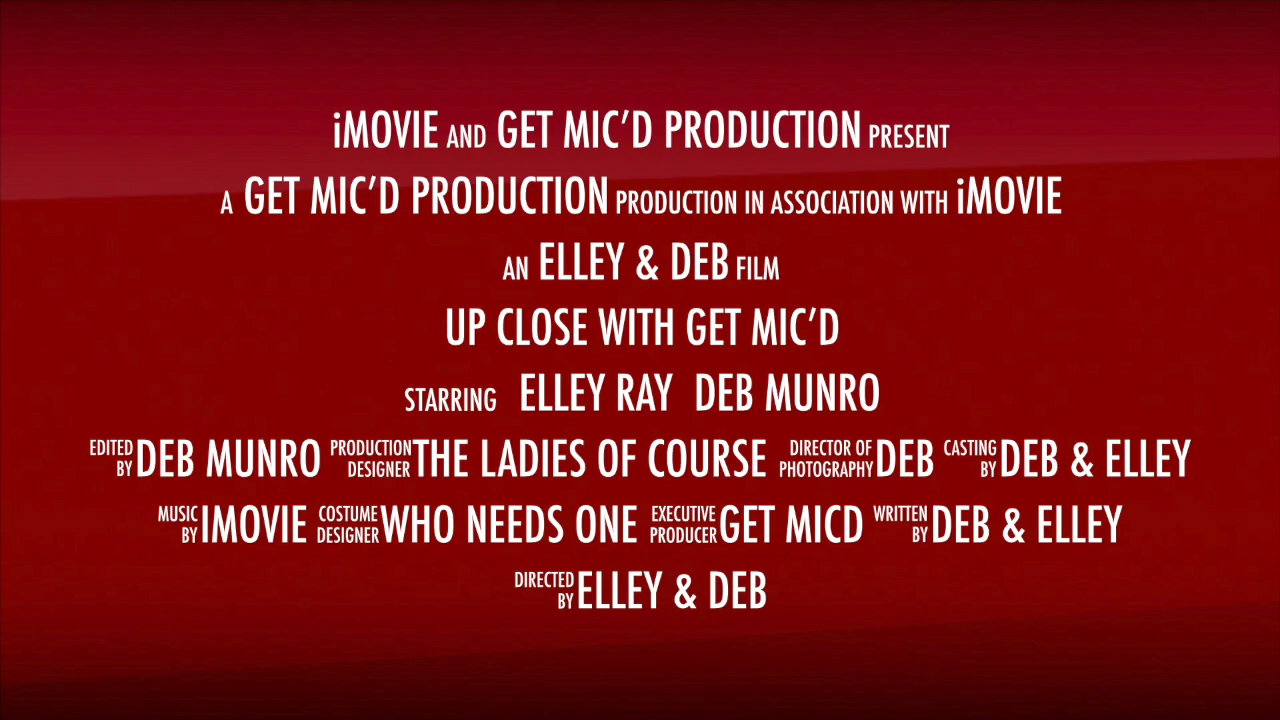 iMOVIE AND GET MIC’D PRODUCTION PRESENT
A GET MIC’D PRODUCTION PRODUCTION IN ASSOCIATION WITH iMOVIE
AN ELLEY & DEB FILM
UP CLOSE WITH GET MIC’D
STARRING ELLEY RAY DEB MUNRO
EDITED BY DEB MUNRO PRODUCTION DESIGNER THE LADIES OF COURSE DIRECTOR OF PHOTOGRAPHY DEB CASTING BY DEB & ELLEY
MUSIC BY IMOVIE COSTUME DESIGNER WHO NEEDS ONE EXECUTIVE PRODUCER GET MICD WRITTEN BY DEB & ELLEY
DIRECTED BY ELLEY & DEB